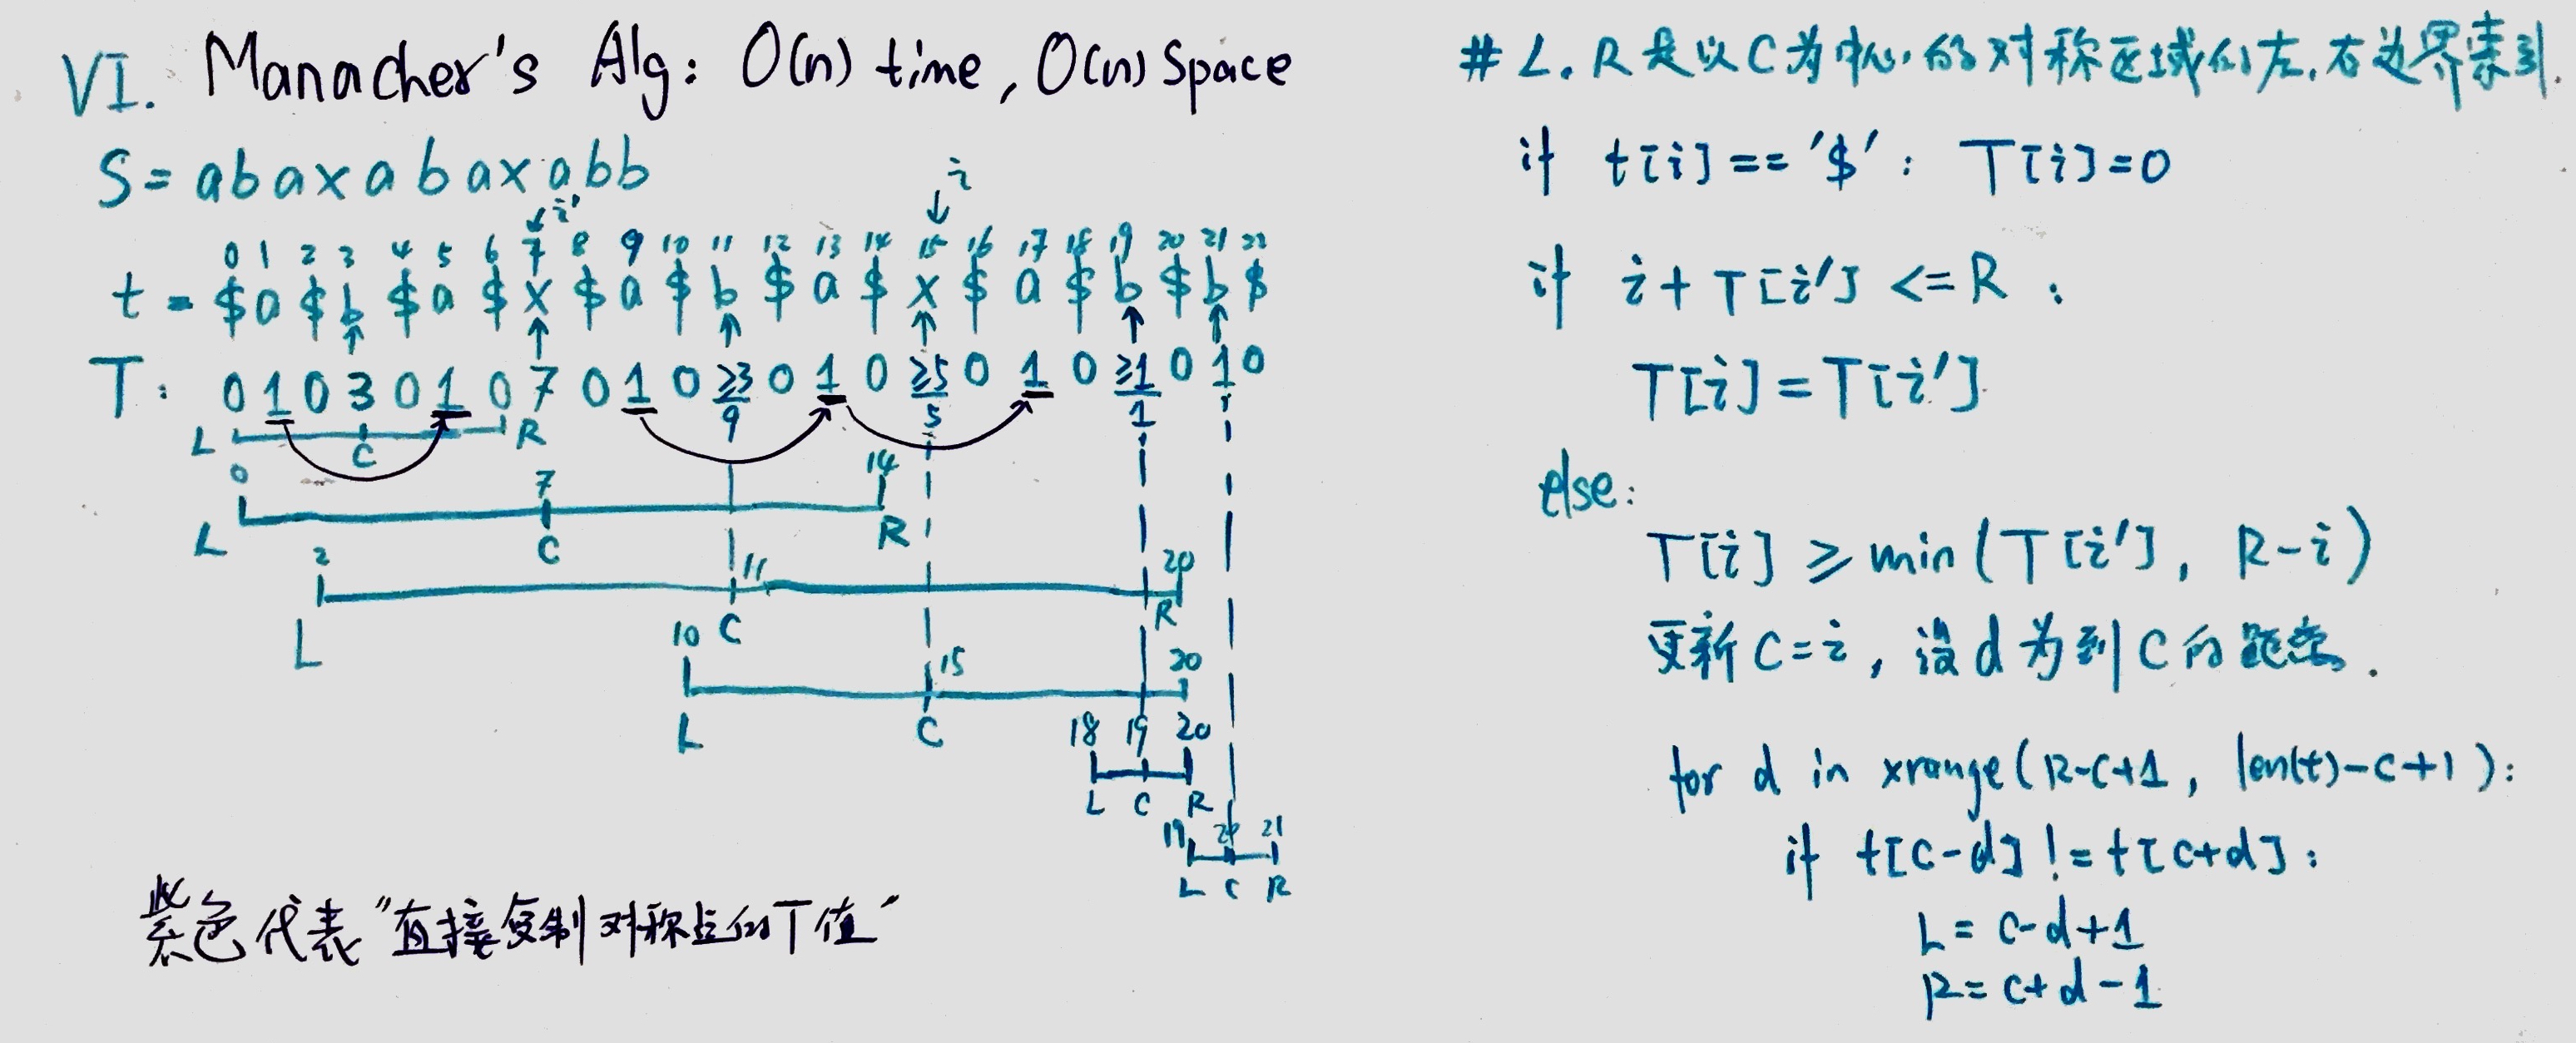 VI. Manacher's Alg: O(n) time, O(n) Space
S = abaxabaxabb
i' i
0 1 2 3 4 5 6 7 8 9 10 11 12 13 14 15 16 17 18 19 20 21 22
t = $ a $ b $ a $ x $ a $ b $ a $ x $ a $ b $ b $
T: 0 1 0 3 0 1 0 7 0 1 0 ≥3 0 1 0 ≥5 0 1 0 ≥1 0 1 0
9 5 1
L C R
0 7 14
L C R
2 11 20
L C R
10 15 20
L C
18 19 20
L C R
19 21
L C R
紫色代表"直接复制对称点的T值"
# L.R是以C为中心的对称区域的左.右边界索引.
if t[i] == '$': T[i]=0
if i+T[i'] <= R:
T[i] = T[i']
else:
T[i] ≥ min(T[i'], R-i)
更新C=i, 设d为到C的距离.
for d in xrange(R-C+1, len(t)-C+1):
if t[C-d] != t[C+d]:
L = C-d+1
R = C+d-1